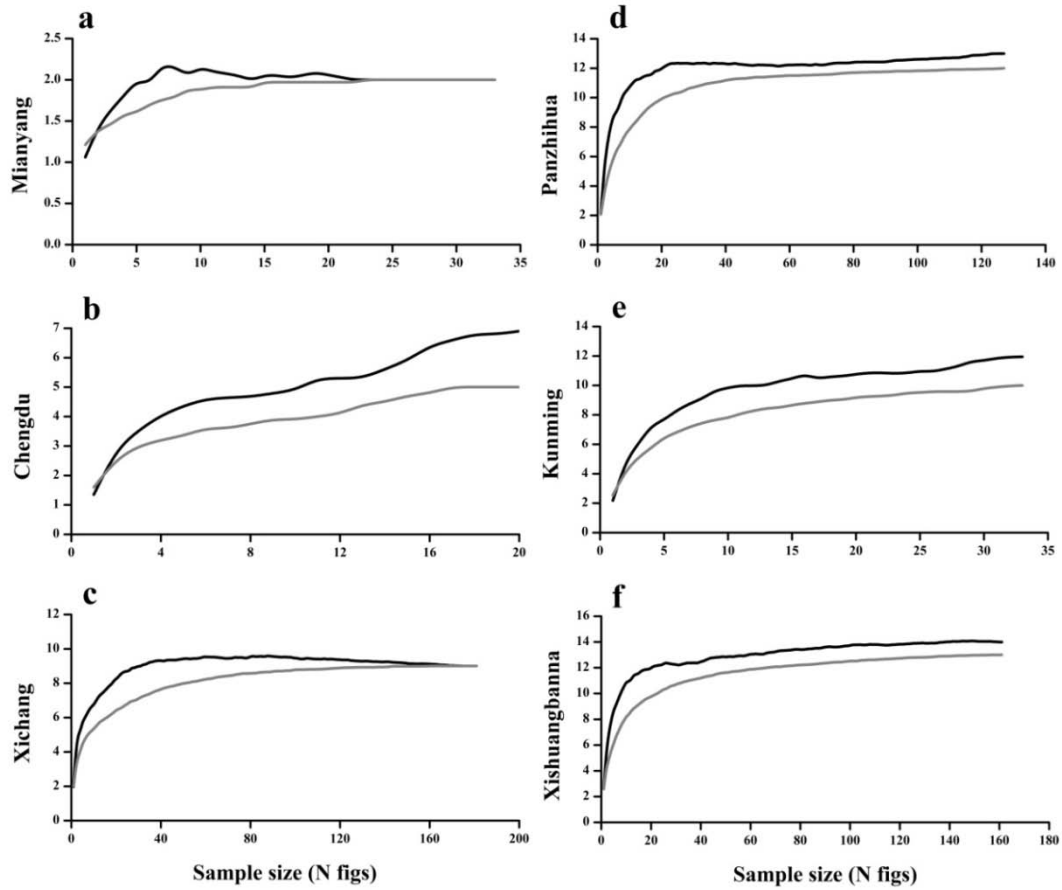 a
Mianyang
2.5
2.0
1.5
1.0
0.5
0.0
0 5 10 15 20 25 30 35
b
Chengdu
7
6
5
4
3
2
1
0
0 4 8 12 16 20
c
Xichang
12
10
8
6
4
2
0
0 40 80 120 160 200
Sample size (N figs)
d
Panzhihua
14
12
10
8
6
4
2
0 20 40 60 80 100 120 140
e
Kunming
14
12
10
8
6
4
2
0
0 5 10 15 20 25 30 35
f
Xishuangbanna
16
14
12
10
8
6
4
2
0
0 20 40 60 80 100 120 140 160 180
Sample size (N figs)